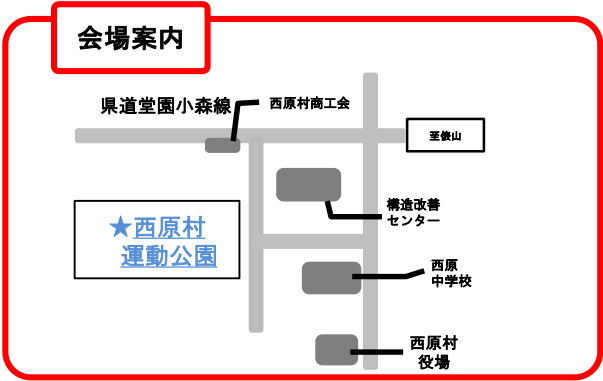 会場案内
県道堂園小森線
西原村商工会
至俵山
構造改善
センター
★西原村
運動公園
西原
中学校
西原村
役場